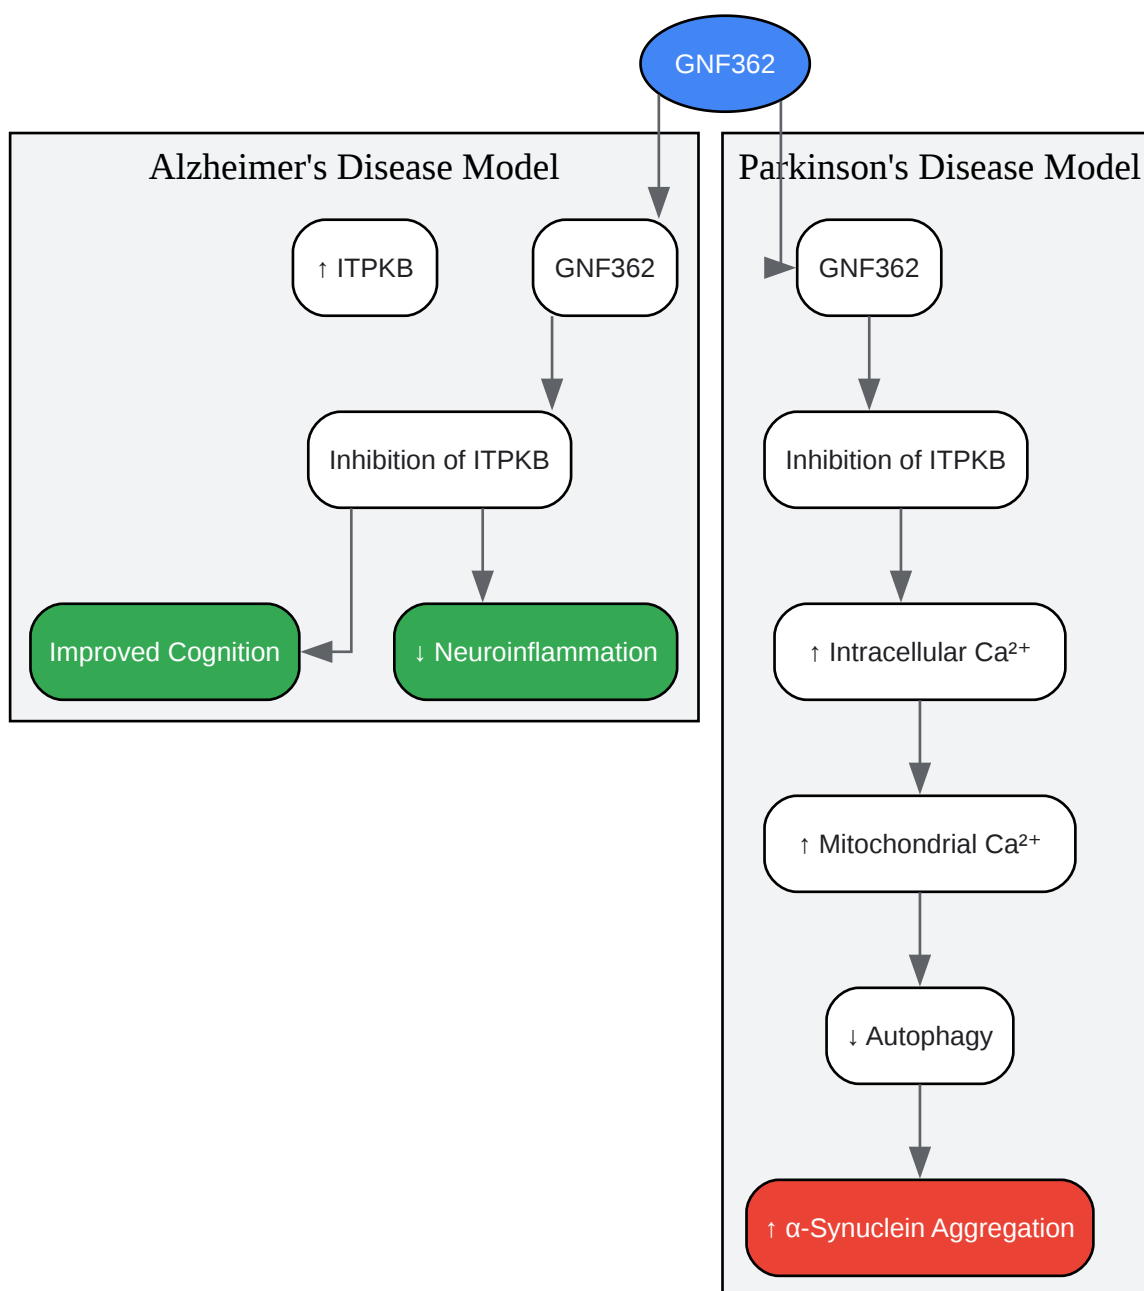 GNF362
Alzheimer's Disease Model
↑ ITPKB
GNF362
Inhibition of ITPKB
Improved Cognition
↓ Neuroinflammation
Parkinson's Disease Model
GNF362
Inhibition of ITPKB
↑ Intracellular Ca²⁺
↑ Mitochondrial Ca²⁺
↓ Autophagy
↑ α-Synuclein Aggregation